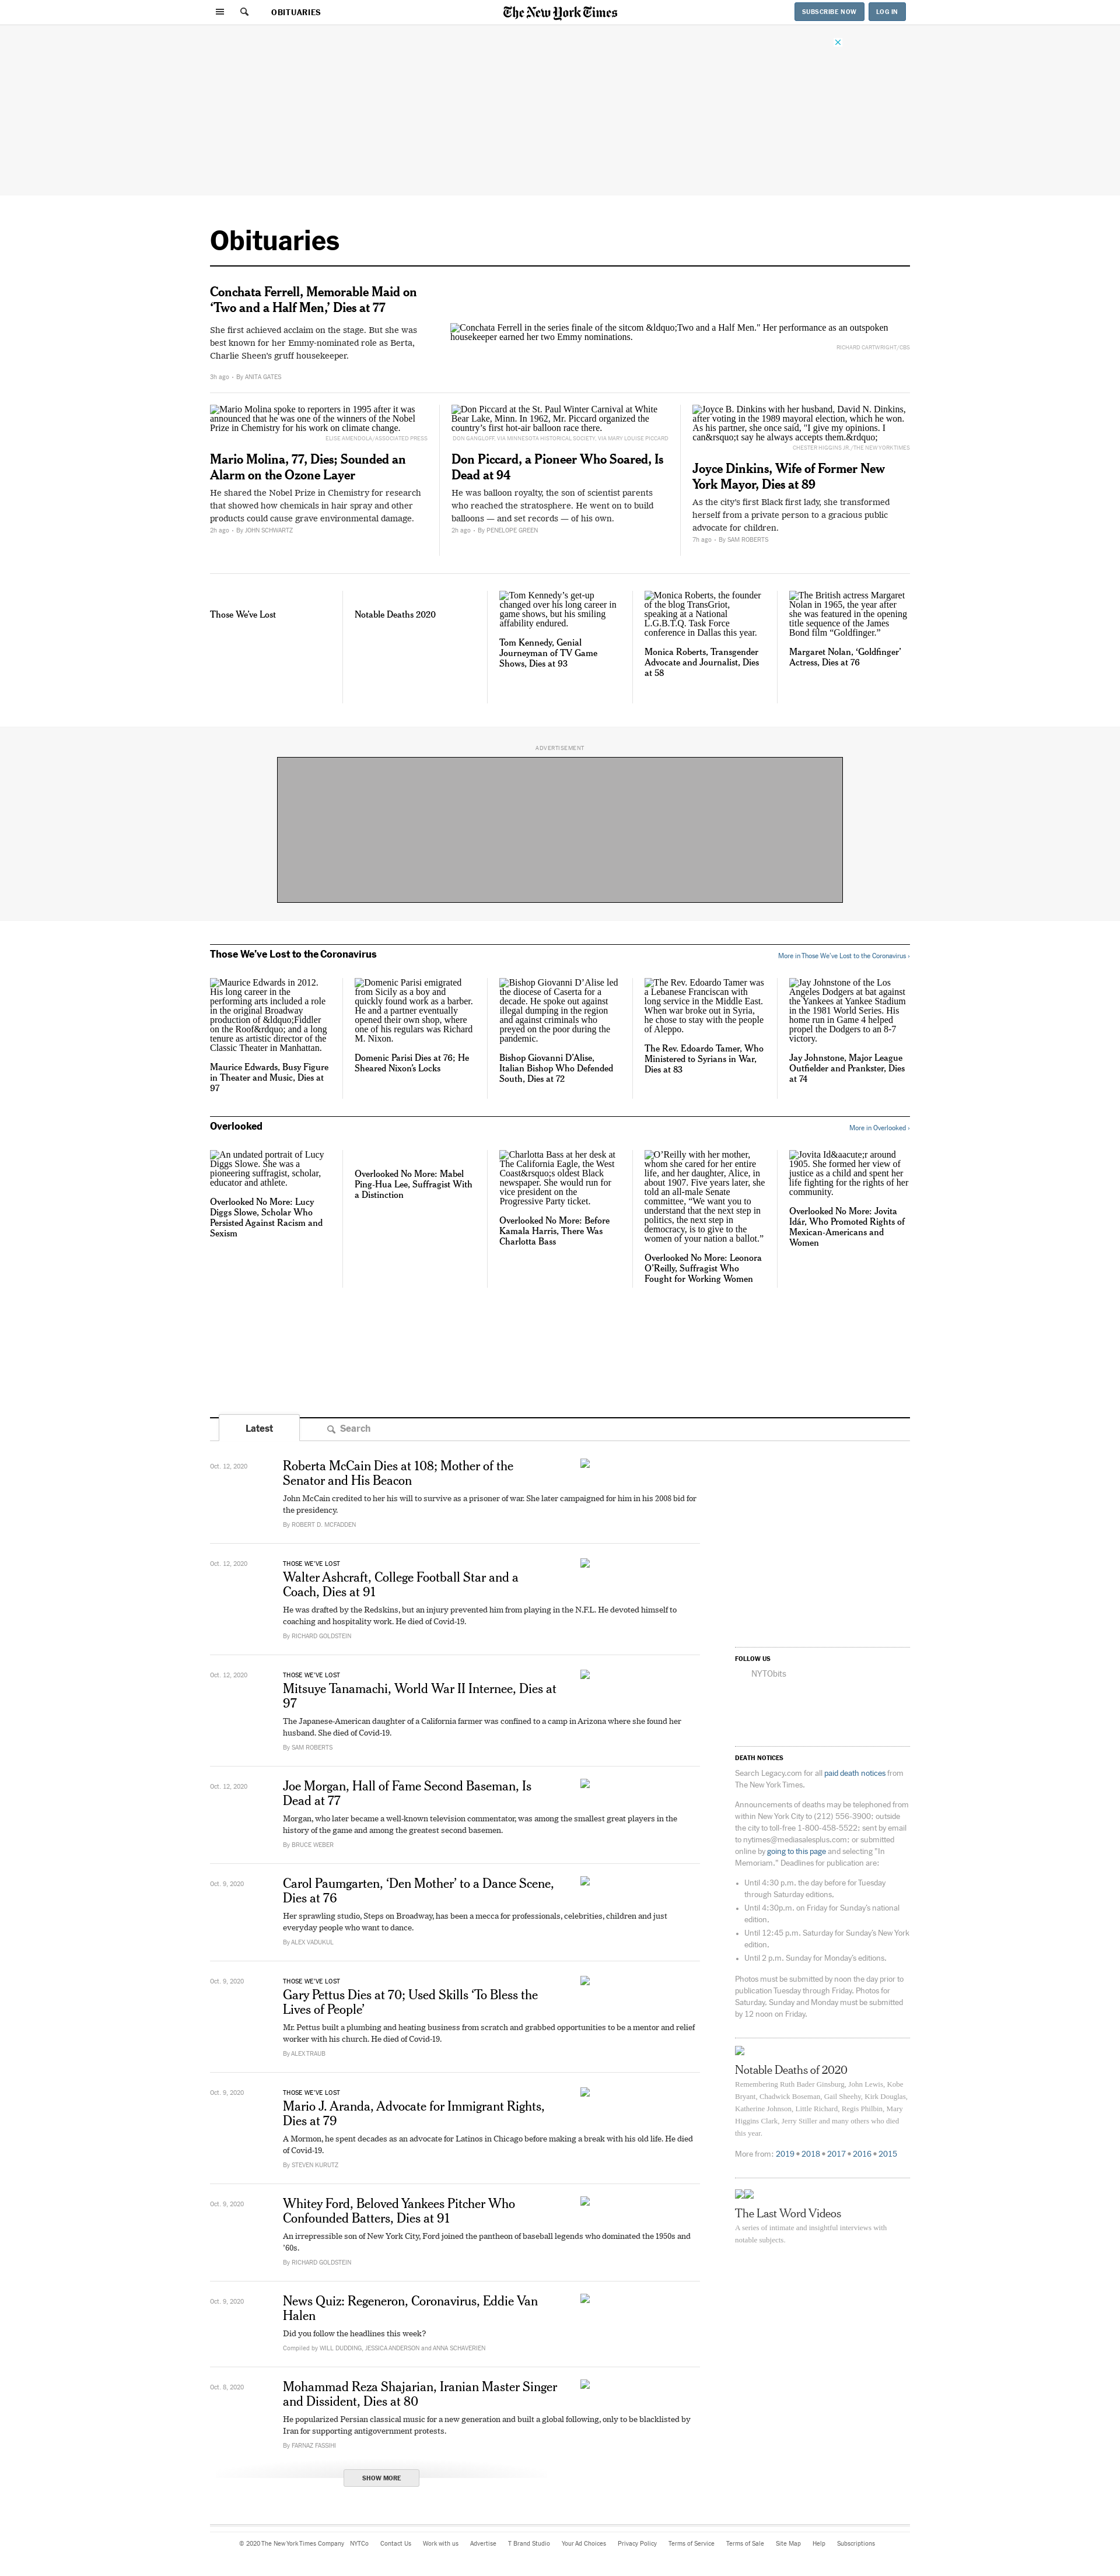 OBITUARIES
The New York Times
SUBSCRIBE NOW
LOG IN
Obituaries
Conchata Ferrell, Memorable Maid on
‘Two and a Half Men,’ Dies at 77
She first achieved acclaim on the stage. But she was
best known for her Emmy-nominated role as Berta,
Charlie Sheen’s gruff housekeeper.
3h ago • By ANITA GATES
Conchata Ferrell in the series finale of the sitcom &ldquo;Two and a Half Men." Her performance as an outspoken
housekeeper earned her two Emmy nominations.
RICHARD CARTWRIGHT/CBS
Mario Molina spoke to reporters in 1995 after it was
announced that he was one of the winners of the Nobel
Prize in Chemistry for his work on climate change.
ELISE AMENDOLA/ASSOCIATED PRESS
Mario Molina, 77, Dies; Sounded an
Alarm on the Ozone Layer
He shared the Nobel Prize in Chemistry for research
that showed how chemicals in hair spray and other
products could cause grave environmental damage.
2h ago • By JOHN SCHWARTZ
Don Piccard at the St. Paul Winter Carnival at White
Bear Lake, Minn. In 1962, Mr. Piccard organized the
country’s first hot-air balloon race there.
DON GANGLOFF, VIA MINNESOTA HISTORICAL SOCIETY, VIA MARY LOUISE PICCARD
Don Piccard, a Pioneer Who Soared, Is
Dead at 94
He was balloon royalty, the son of scientist parents
who reached the stratosphere. He went on to build
balloons — and set records — of his own.
2h ago • By PENELOPE GREEN
Joyce B. Dinkins with her husband, David N. Dinkins,
after voting in the 1989 mayoral election, which he won.
As his partner, she once said, "I give my opinions. I
can&rsquo;t say he always accepts them.&rdquo;
CHESTER HIGGINS JR./THE NEW YORK TIMES
Joyce Dinkins, Wife of Former New
York Mayor, Dies at 89
As the city’s first Black first lady, she transformed
herself from a private person to a gracious public
advocate for children.
7h ago • By SAM ROBERTS
Those We’ve Lost
Notable Deaths 2020
Tom Kennedy’s get-up
changed over his long career in
game shows, but his smiling
affability endured.
Tom Kennedy, Genial
Journeyman of TV Game
Shows, Dies at 93
Monica Roberts, the founder
of the blog TransGriot,
speaking at a National
L.G.B.T.Q. Task Force
conference in Dallas this year.
Monica Roberts, Transgender
Advocate and Journalist, Dies
at 58
The British actress Margaret
Nolan in 1965, the year after
she was featured in the opening
title sequence of the James
Bond film “Goldfinger.”
Margaret Nolan, ‘Goldfinger’
Actress, Dies at 76
ADVERTISEMENT
Those We’ve Lost to the Coronavirus
More in Those We’ve Lost to the Coronavirus ›
Maurice Edwards in 2012.
His long career in the
performing arts included a role
in the original Broadway
production of &ldquo;Fiddler
on the Roof&rdquo; and a long
tenure as artistic director of the
Classic Theater in Manhattan.
Maurice Edwards, Busy Figure
in Theater and Music, Dies at
97
Domenic Parisi emigrated
from Sicily as a boy and
quickly found work as a barber.
He and a partner eventually
opened their own shop, where
one of his regulars was Richard
M. Nixon.
Domenic Parisi Dies at 76; He
Sheared Nixon’s Locks
Bishop Giovanni D’Alise led
the diocese of Caserta for a
decade. He spoke out against
illegal dumping in the region
and against criminals who
preyed on the poor during the
pandemic.
Bishop Giovanni D’Alise,
Italian Bishop Who Defended
South, Dies at 72
The Rev. Edoardo Tamer was
a Lebanese Franciscan with
long service in the Middle East.
When war broke out in Syria,
he chose to stay with the people
of Aleppo.
The Rev. Edoardo Tamer, Who
Ministered to Syrians in War,
Dies at 83
Jay Johnstone of the Los
Angeles Dodgers at bat against
the Yankees at Yankee Stadium
in the 1981 World Series. His
home run in Game 4 helped
propel the Dodgers to an 8-7
victory.
Jay Johnstone, Major League
Outfielder and Prankster, Dies
at 74
Overlooked
More in Overlooked ›
An undated portrait of Lucy
Diggs Slowe. She was a
pioneering suffragist, scholar,
educator and athlete.
Overlooked No More: Lucy
Diggs Slowe, Scholar Who
Persisted Against Racism and
Sexism
Overlooked No More: Mabel
Ping-Hua Lee, Suffragist With
a Distinction
Charlotta Bass at her desk at
The California Eagle, the West
Coast&rsquo;s oldest Black
newspaper. She would run for
vice president on the
Progressive Party ticket.
Overlooked No More: Before
Kamala Harris, There Was
Charlotta Bass
O’Reilly with her mother,
whom she cared for her entire
life, and her daughter, Alice, in
about 1907. Five years later, she
told an all-male Senate
committee, “We want you to
understand that the next step in
politics, the next step in
democracy, is to give to the
women of your nation a ballot.”
Overlooked No More: Leonora
O’Reilly, Suffragist Who
Fought for Working Women
Jovita Id&aacute;r around
1905. She formed her view of
justice as a child and spent her
life fighting for the rights of her
community.
Overlooked No More: Jovita
Idár, Who Promoted Rights of
Mexican-Americans and
Women
Latest
Search
Oct. 12, 2020
Roberta McCain Dies at 108; Mother of the
Senator and His Beacon
John McCain credited to her his will to survive as a prisoner of war. She later campaigned for him in his 2008 bid for
the presidency.
By ROBERT D. MCFADDEN
Oct. 12, 2020
THOSE WE’VE LOST
Walter Ashcraft, College Football Star and a
Coach, Dies at 91
He was drafted by the Redskins, but an injury prevented him from playing in the N.F.L. He devoted himself to
coaching and hospitality work. He died of Covid-19.
By RICHARD GOLDSTEIN
Oct. 12, 2020
THOSE WE’VE LOST
Mitsuye Tanamachi, World War II Internee, Dies at
97
The Japanese-American daughter of a California farmer was confined to a camp in Arizona where she found her
husband. She died of Covid-19.
By SAM ROBERTS
Oct. 12, 2020
Joe Morgan, Hall of Fame Second Baseman, Is
Dead at 77
Morgan, who later became a well-known television commentator, was among the smallest great players in the
history of the game and among the greatest second basemen.
By BRUCE WEBER
Oct. 9, 2020
Carol Paumgarten, ‘Den Mother’ to a Dance Scene,
Dies at 76
Her sprawling studio, Steps on Broadway, has been a mecca for professionals, celebrities, children and just
everyday people who want to dance.
By ALEX VADUKUL
Oct. 9, 2020
THOSE WE’VE LOST
Gary Pettus Dies at 70; Used Skills ‘To Bless the
Lives of People’
Mr. Pettus built a plumbing and heating business from scratch and grabbed opportunities to be a mentor and relief
worker with his church. He died of Covid-19.
By ALEX TRAUB
Oct. 9, 2020
THOSE WE’VE LOST
Mario J. Aranda, Advocate for Immigrant Rights,
Dies at 79
A Mormon, he spent decades as an advocate for Latinos in Chicago before making a break with his old life. He died
of Covid-19.
By STEVEN KURUTZ
Oct. 9, 2020
Whitey Ford, Beloved Yankees Pitcher Who
Confounded Batters, Dies at 91
An irrepressible son of New York City, Ford joined the pantheon of baseball legends who dominated the 1950s and
’60s.
By RICHARD GOLDSTEIN
Oct. 9, 2020
News Quiz: Regeneron, Coronavirus, Eddie Van
Halen
Did you follow the headlines this week?
Compiled by WILL DUDDING, JESSICA ANDERSON and ANNA SCHAVERIEN
Oct. 8, 2020
Mohammad Reza Shajarian, Iranian Master Singer
and Dissident, Dies at 80
He popularized Persian classical music for a new generation and built a global following, only to be blacklisted by
Iran for supporting antigovernment protests.
By FARNAZ FASSIHI
SHOW MORE
FOLLOW US
NYTObits
DEATH NOTICES
Search Legacy.com for all paid death notices from
The New York Times.
Announcements of deaths may be telephoned from
within New York City to (212) 556-3900; outside
the city to toll-free 1-800-458-5522; sent by email
to nytimes@mediasalesplus.com; or submitted
online by going to this page and selecting "In
Memoriam." Deadlines for publication are:
• Until 4:30 p.m. the day before for Tuesday
through Saturday editions.
• Until 4:30p.m. on Friday for Sunday’s national
edition.
• Until 12:45 p.m. Saturday for Sunday’s New York
edition.
• Until 2 p.m. Sunday for Monday’s editions.
Photos must be submitted by noon the day prior to
publication Tuesday through Friday. Photos for
Saturday, Sunday and Monday must be submitted
by 12 noon on Friday.
Notable Deaths of 2020
Remembering Ruth Bader Ginsburg, John Lewis, Kobe
Bryant, Chadwick Boseman, Gail Sheehy, Kirk Douglas,
Katherine Johnson, Little Richard, Regis Philbin, Mary
Higgins Clark, Jerry Stiller and many others who died
this year.
More from: 2019 • 2018 • 2017 • 2016 • 2015
The Last Word Videos
A series of intimate and insightful interviews with
notable subjects.
© 2020 The New York Times Company NYTCo Contact Us Work with us Advertise T Brand Studio Your Ad Choices Privacy Policy Terms of Service Terms of Sale Site Map Help Subscriptions